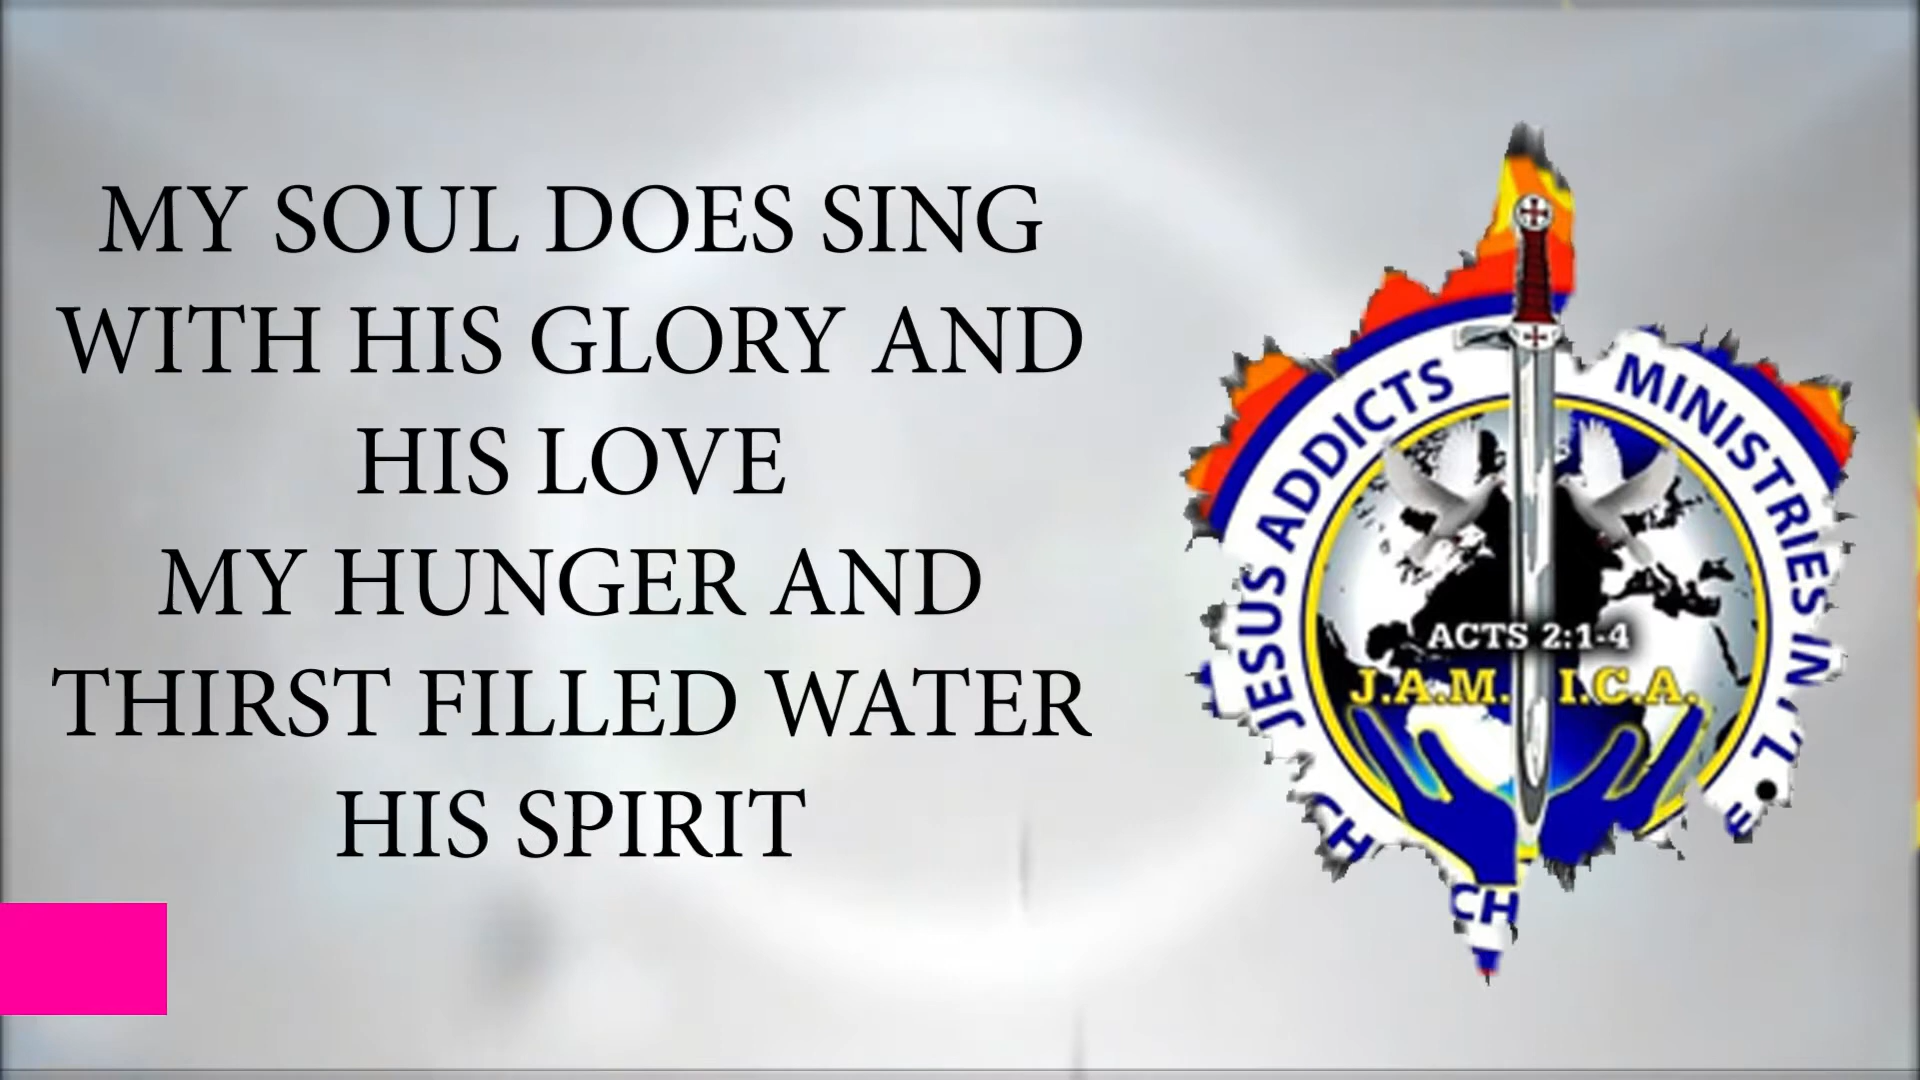 MY SOUL DOES SING
WITH HIS GLORY AND
HIS LOVE
MY HUNGER AND
THIRST FILLED WATER
HIS SPIRIT
JESUS ADDICTS MINISTRIES IN'L
ACTS 2:1-4
J.A.M. I.C.A.
CH